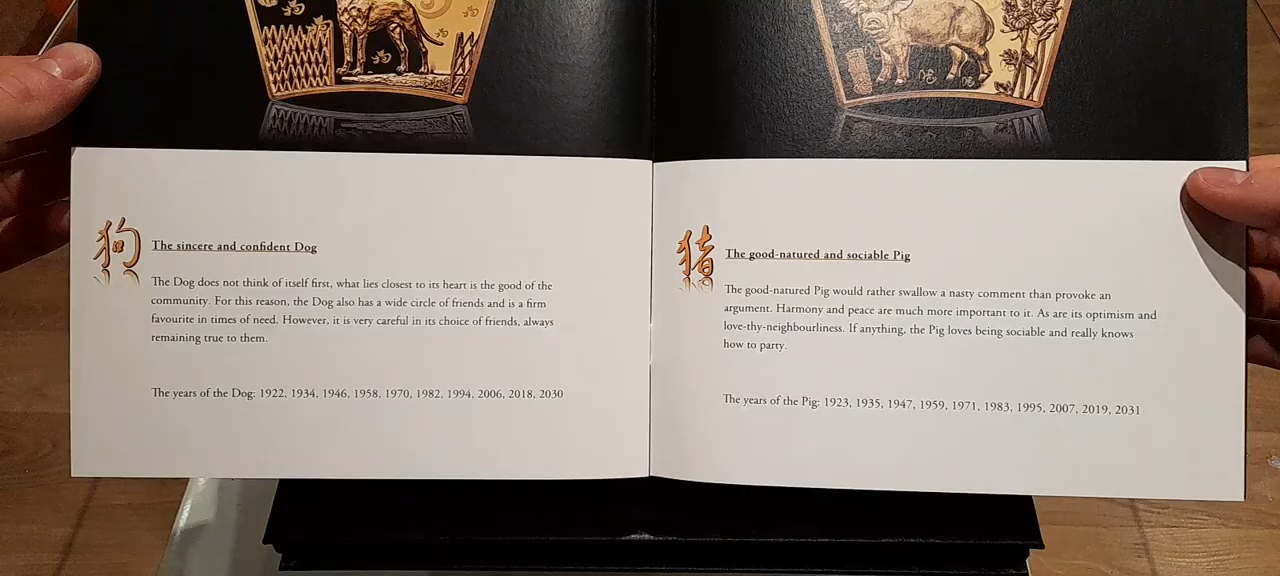 狗
The sincere and confident Dog
The Dog does not think of itself first, what lies closest to its heart is the good of the
community. For this reason, the Dog also has a wide circle of friends and is a firm
favourite in times of need. However, it is very careful in its choice of friends, always
remaining true to them.
The years of the Dog: 1922, 1934, 1946, 1958, 1970, 1982, 1994, 2006, 2018, 2030
猪
The good-natured and sociable Pig
The good-natured Pig would rather swallow a nasty comment than provoke an
argument. Harmony and peace are much more important to it. As are its optimism and
love-thy-neighbourliness. If anything, the Pig loves being sociable and really knows
how to party.
The years of the Pig: 1923, 1935, 1947, 1959, 1971, 1983, 1995, 2007, 2019, 2031